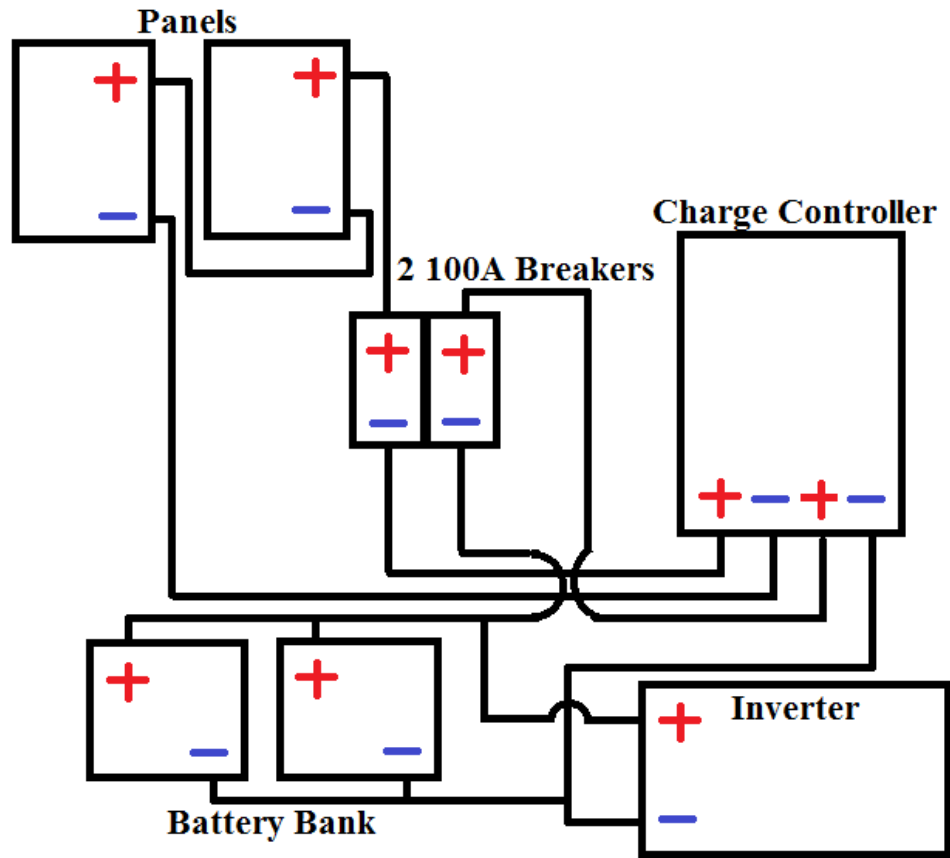 Panels
+ +
− −
Charge Controller
2 100A Breakers
+ +
− −
+ − + −
+ +
− −
Inverter
+
−
Battery Bank